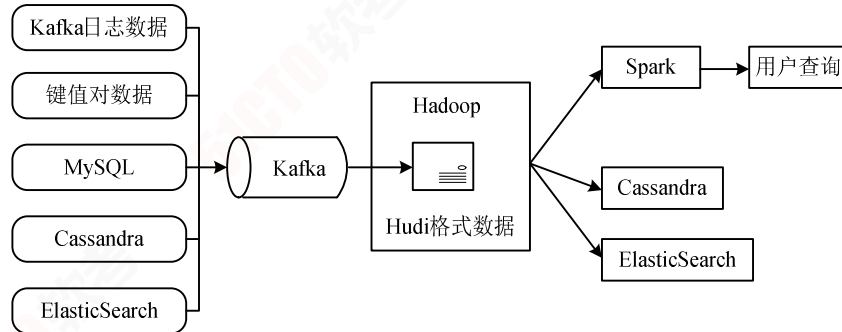 Kafka日志数据
键值对数据
MySQL
Cassandra
ElasticSearch
Kafka
Hadoop
Hudi格式数据
Spark
用户查询
Cassandra
ElasticSearch